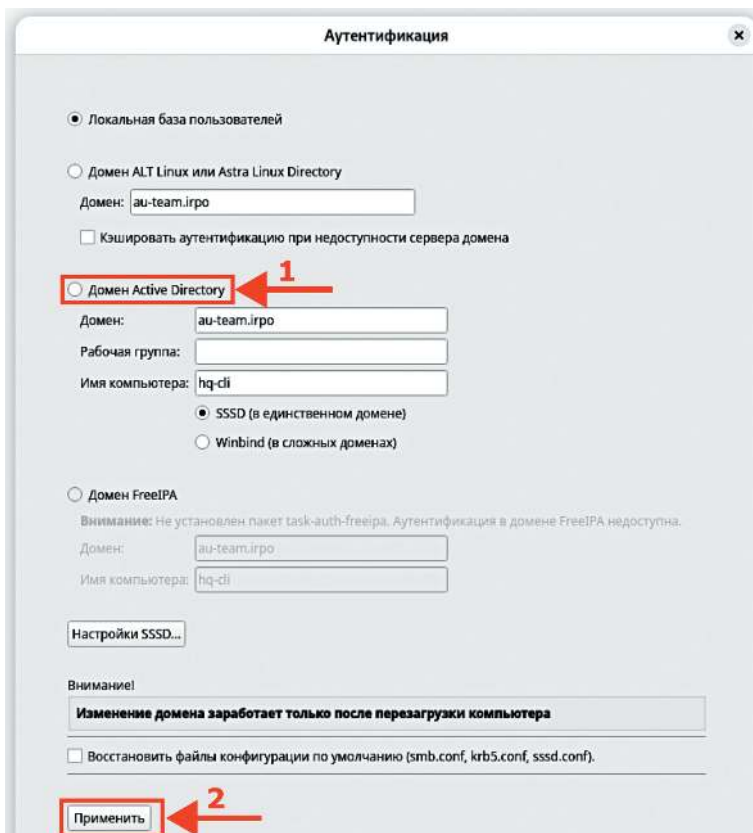 Аутентификация
Локальная база пользователей
Домен ALT Linux или Astra Linux Directory
Домен: au-team.irpo
Кэшировать аутентификацию при недоступности сервера домена
Домен Active Directory 1
Домен: au-team.irpo
Рабочая группа:
Имя компьютера: hq-cli
SSSD (в единственном домене)
Winbind (в сложных доменах)
Домен FreeIPA
Внимание: Не установлен пакет task-auth-freeipa. Аутентификация в домене FreeIPA недоступна.
Домен: au-team.irpo
Имя компьютера: hq-cli
Настройки SSSD...
Внимание!
Изменение домена заработает только после перезагрузки компьютера
Восстановить файлы конфигурации по умолчанию (smb.conf, krb5.conf, sssd.conf).
Применить 2